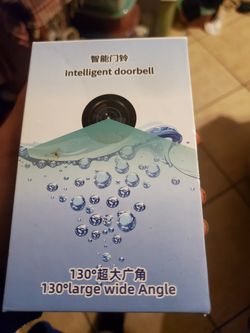 智能门铃
Intelligent doorbell
130°超大广角
130°large wide Angle